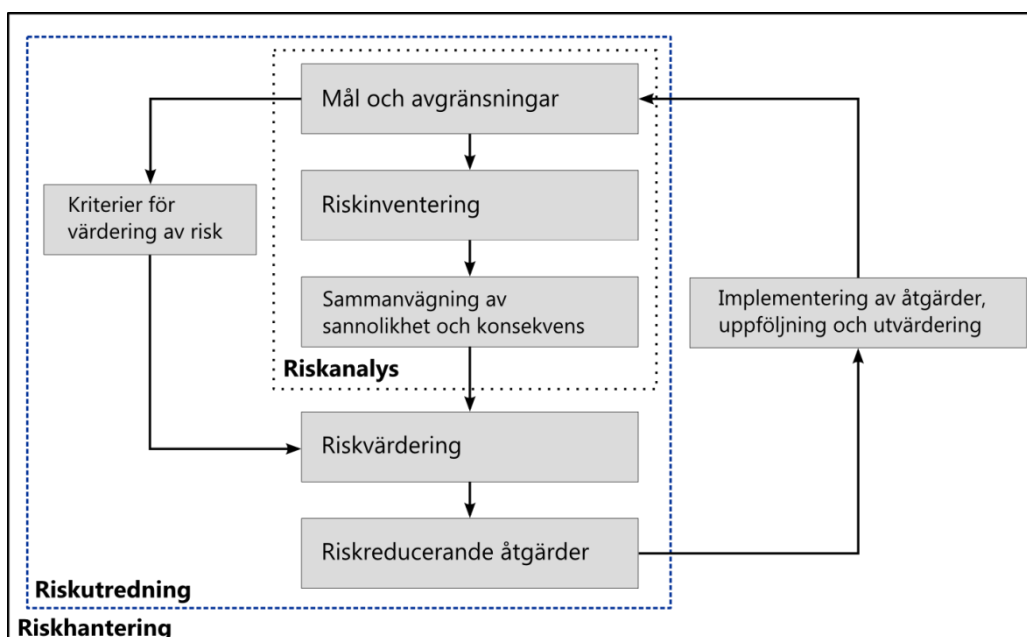 Mål och avgränsningar
Kriterier för
värdering av risk
Riskinventering
Sammanvägning av
sannolikhet och konsekvens
Implementering av åtgärder,
uppföljning och utvärdering
Riskanalys
Riskvärdering
Riskreducerande åtgärder
Riskutredning
Riskhantering